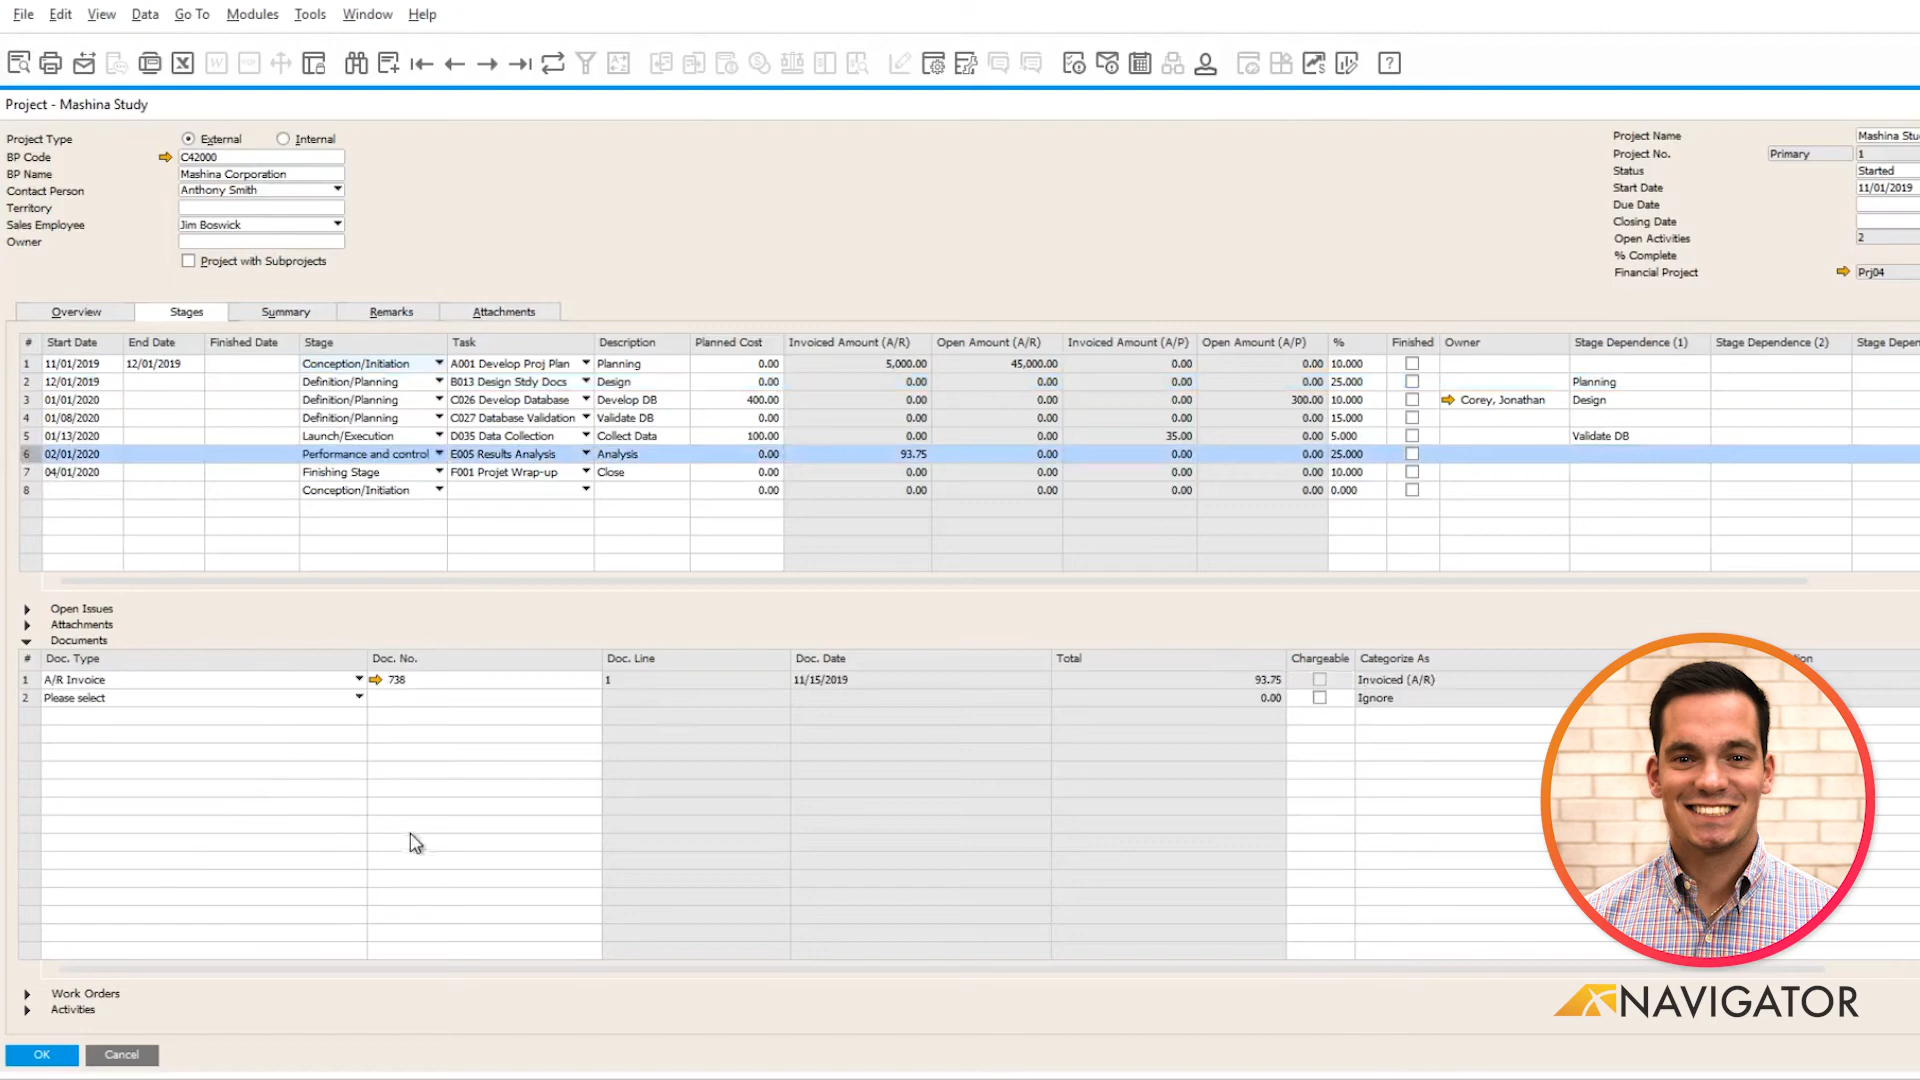 File Edit View Data Go To Modules Tools Window Help
Project - Mashina Study
Project Type External Internal
BP Code C42000
BP Name Mashina Corporation
Contact Person Anthony Smith
Territory
Sales Employee Jim Boswick
Owner
Project with Subprojects
Project Name Mashina Stu
Project No. Primary 1
Status Started
Start Date 11/01/2019
Due Date
Closing Date
Open Activities 2
% Complete
Financial Project Prj04
Overview Stages Summary Remarks Attachments
# Start Date End Date Finished Date Stage Task Description Planned Cost Invoiced Amount (A/R) Open Amount (A/R) Invoiced Amount (A/P) Open Amount (A/P) % Finished Owner Stage Dependence (1) Stage Dependence (2) Stage Depen
1 11/01/2019 12/01/2019 Conception/Initiation A001 Develop Proj Plan Planning 0.00 5,000.00 45,000.00 0.00 0.00 10.000
2 12/01/2019 Definition/Planning B013 Design Stdy Docs Design 0.00 0.00 0.00 0.00 0.00 25.000 Planning
3 01/01/2020 Definition/Planning C026 Develop Database Develop DB 400.00 0.00 0.00 0.00 300.00 10.000 Corey, Jonathan Design
4 01/08/2020 Definition/Planning C027 Database Validation Validate DB 0.00 0.00 0.00 0.00 0.00 15.000
5 01/13/2020 Launch/Execution D035 Data Collection Collect Data 100.00 0.00 0.00 35.00 0.00 5.000 Validate DB
6 02/01/2020 Performance and control E005 Results Analysis Analysis 0.00 93.75 0.00 0.00 0.00 25.000
7 04/01/2020 Finishing Stage F001 Projet Wrap-up Close 0.00 0.00 0.00 0.00 0.00 10.000
8 Conception/Initiation 0.00 0.00 0.00 0.00 0.00 0.000
Open Issues
Attachments
Documents
# Doc. Type Doc. No. Doc. Line Doc. Date Total Chargeable Categorize As
1 A/R Invoice 738 1 11/15/2019 93.75 Invoiced (A/R)
2 Please select 0.00 Ignore
Work Orders
Activities
NAVIGATOR
OK Cancel